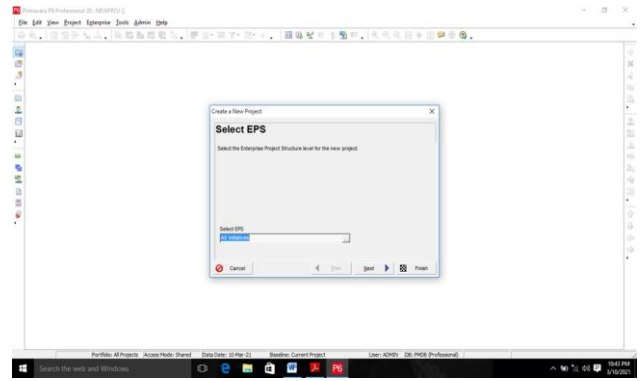 Primavera P6 Professional 20 : NEWPROJ ()
File Edit View Project Enterprise Tools Admin Help
Create a New Project
Select EPS
Select the Enterprise Project Structure level for the new project.
Select EPS
All Initiatives
Cancel Prev Next Finish
Portfolio: All Projects Access Mode: Shared Data Date: 10-Mar-21 Baseline: Current Project User: ADMIN DB: PMDB (Professional)
Search the web and Windows
10:43 PM
3/10/2021